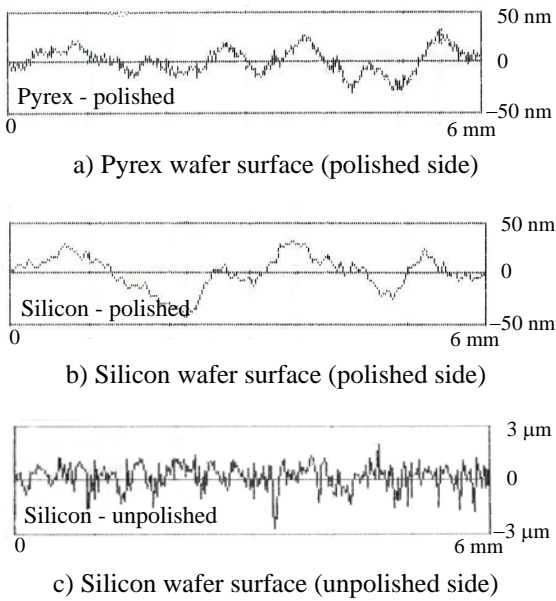 50 nm
0
Pyrex - polished
–50 nm
0
6 mm
a) Pyrex wafer surface (polished side)
50 nm
0
Silicon - polished
–50 nm
0
6 mm
b) Silicon wafer surface (polished side)
3 μm
0
Silicon - unpolished
–3 μm
0
6 mm
c) Silicon wafer surface (unpolished side)